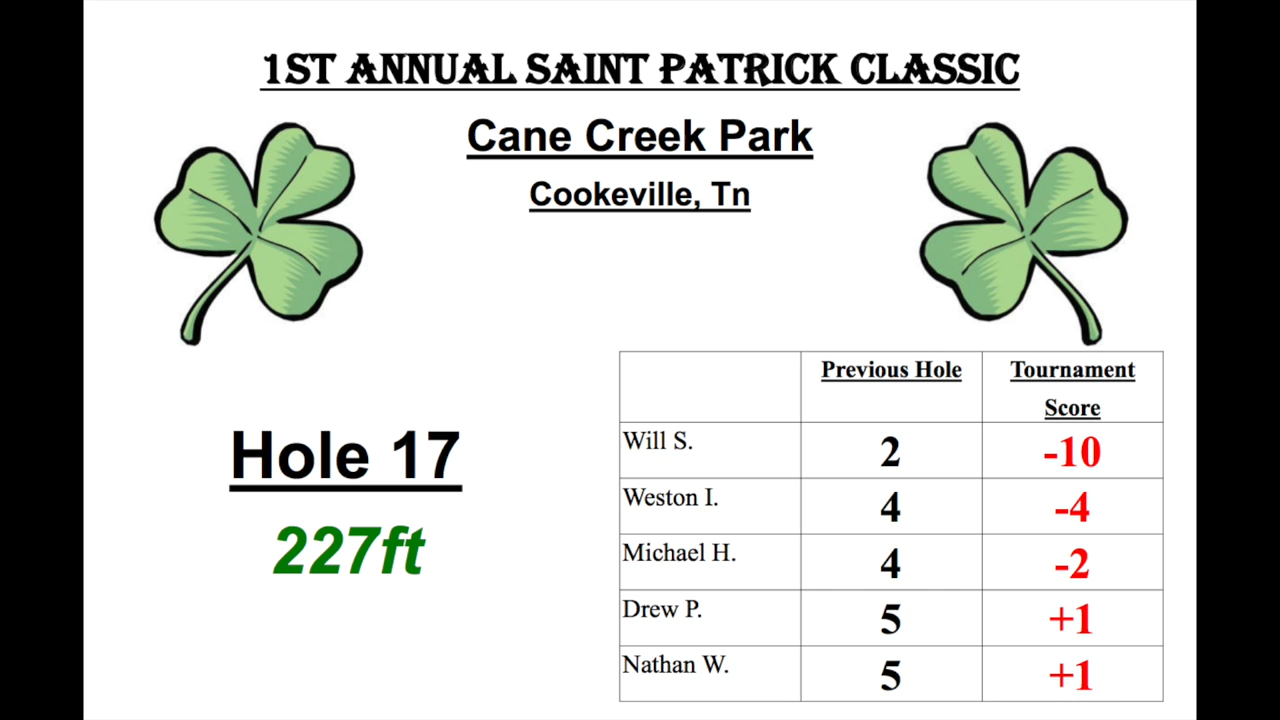 1ST ANNUAL SAINT PATRICK CLASSIC
Cane Creek Park
Cookeville, Tn
Hole 17
227ft
Previous Hole Tournament Score
Will S. 2 -10
Weston I. 4 -4
Michael H. 4 -2
Drew P. 5 +1
Nathan W. 5 +1